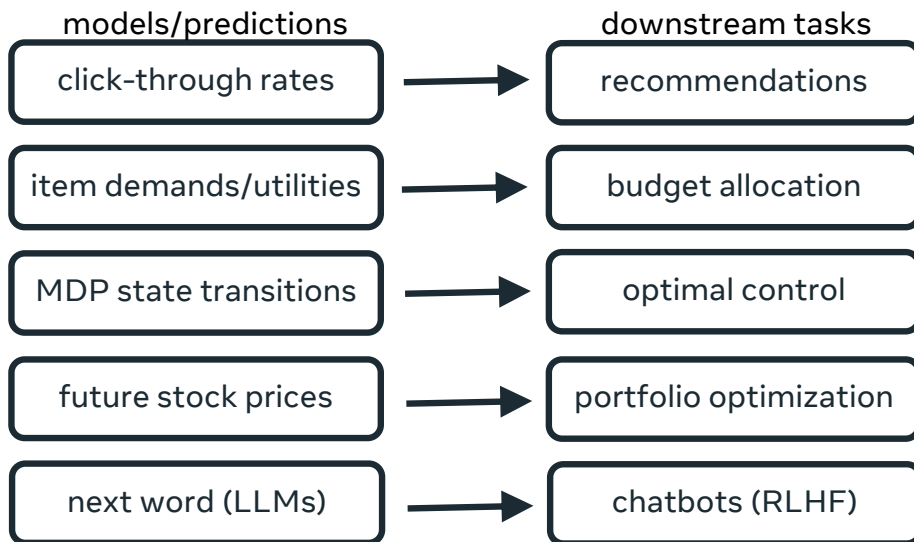 models/predictions downstream tasks
click-through rates recommendations
item demands/utilities budget allocation
MDP state transitions optimal control
future stock prices portfolio optimization
next word (LLMs) chatbots (RLHF)